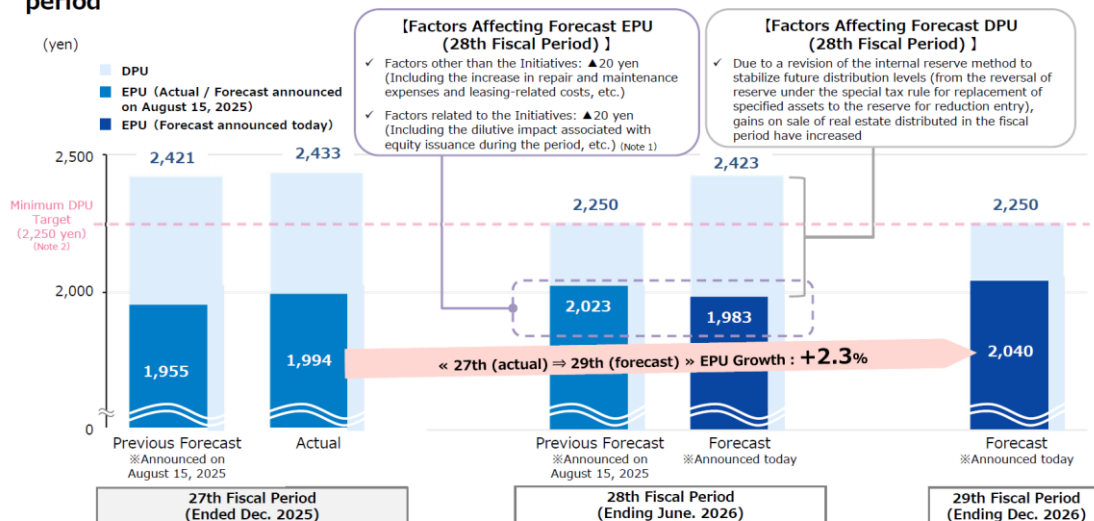 period
(yen)
DPU
EPU（Actual / Forecast announced
on August 15, 2025）
EPU（Forecast announced today）
【Factors Affecting Forecast EPU
(28th Fiscal Period) 】
✓ Factors other than the Initiatives: ▲20 yen
(Including the increase in repair and maintenance
expenses and leasing-related costs, etc.)
✓ Factors related to the Initiatives: ▲20 yen
(Including the dilutive impact associated with
equity issuance during the period, etc.) (Note 1)
【Factors Affecting Forecast DPU
(28th Fiscal Period) 】
✓ Due to a revision of the internal reserve method to
stabilize future distribution levels (from the reversal of
reserve under the special tax rule for replacement of
specified assets to the reserve for reduction entry),
gains on sale of real estate distributed in the fiscal
period have increased
2,500
2,000
0
Minimum DPU
Target
(2,250 yen)
(Note 2)
2,421
2,433
2,250
2,423
2,250
1,955
1,994
2,023
1,983
2,040
« 27th (actual) ⇒ 29th (forecast) » EPU Growth : +2.3%
Previous Forecast
※Announced on
August 15, 2025
Actual
Previous Forecast
※Announced on
August 15, 2025
Forecast
※Announced today
Forecast
※Announced today
27th Fiscal Period
(Ended Dec. 2025)
28th Fiscal Period
(Ending June. 2026)
29th Fiscal Period
(Ending Dec. 2026)